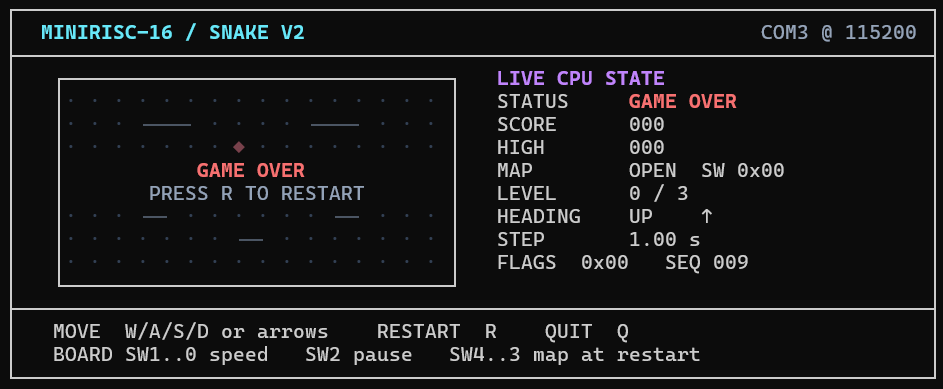 MINIRISC-16 / SNAKE V2 COM3 @ 115200
LIVE CPU STATE
STATUS GAME OVER
SCORE 000
HIGH 000
GAME OVER
MAP OPEN SW 0x00
PRESS R TO RESTART
LEVEL 0 / 3
HEADING UP ↑
STEP 1.00 s
FLAGS 0x00 SEQ 009
MOVE W/A/S/D or arrows RESTART R QUIT Q
BOARD SW1..0 speed SW2 pause SW4..3 map at restart